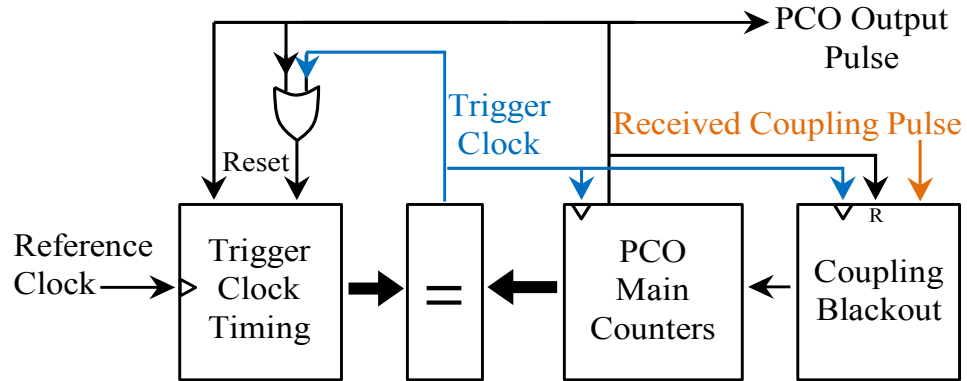 PCO Output
Pulse
Trigger
Clock
Received Coupling Pulse
Reset
R
Reference
Clock
Trigger
Clock
Timing
=
PCO
Main
Counters
Coupling
Blackout